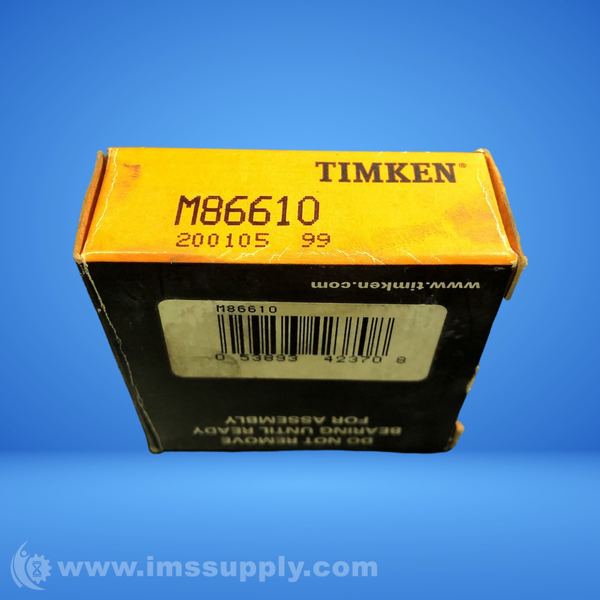 TIMKEN®
M86610
200105 99
www.timken.com
M86610
0 53893 42370 8
DO NOT REMOVE
BEARING UNTIL READY
FOR ASSEMBLY
www.imssupply.com